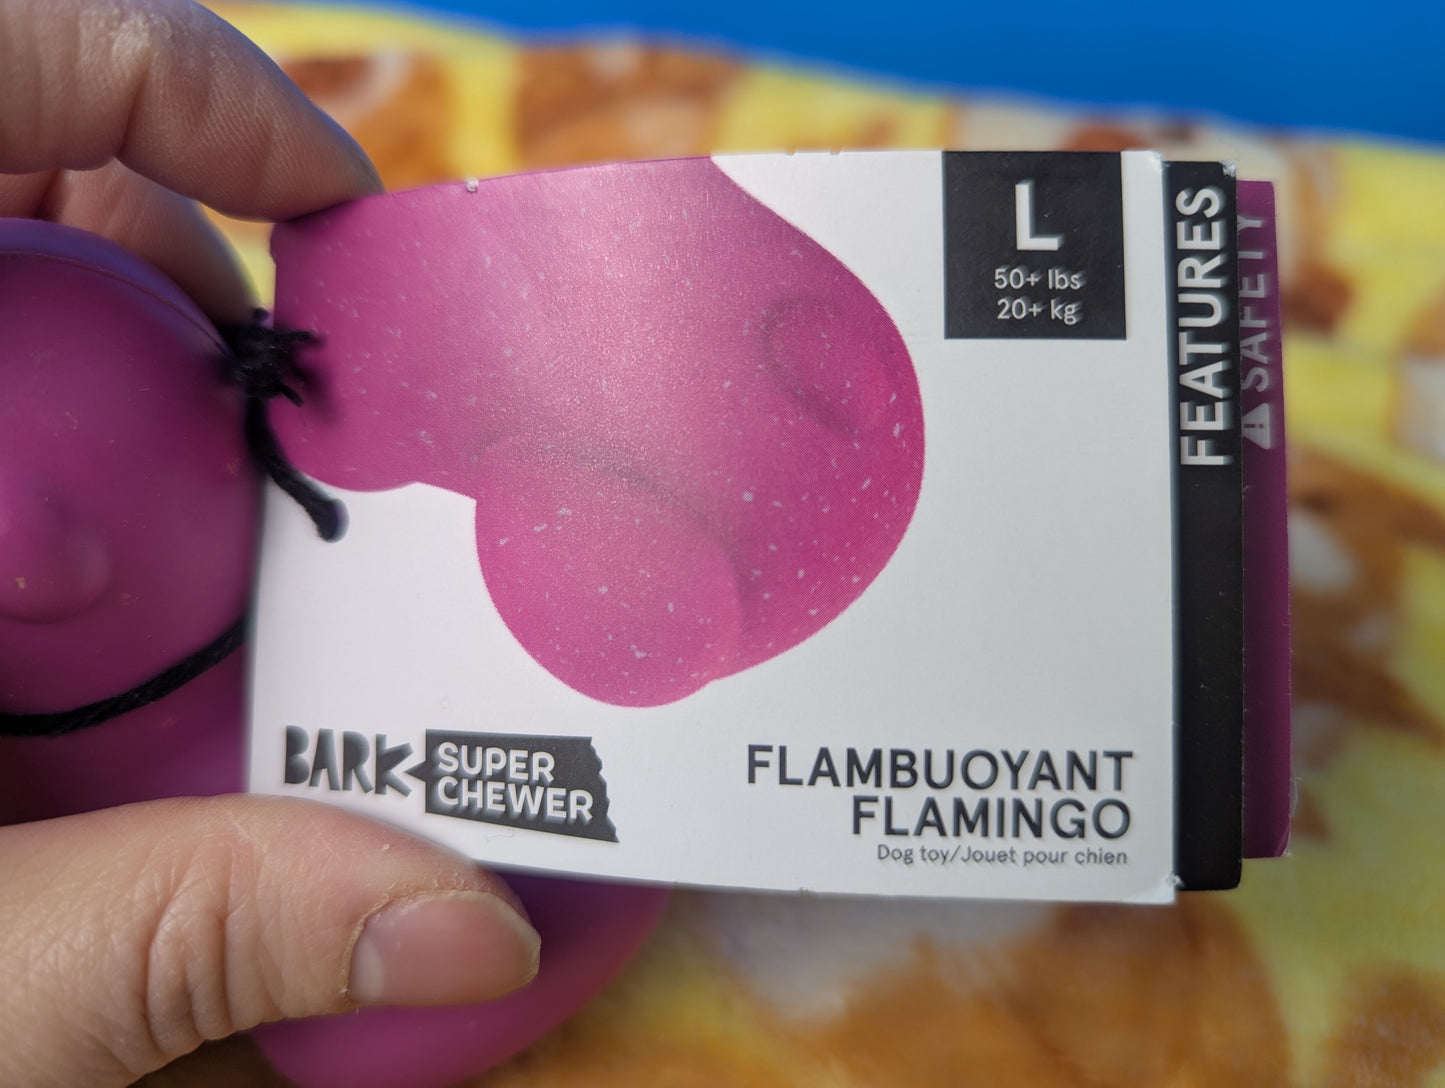 L
50+ lbs
20+ kg
FEATURES
⚠ SAFETY
BARK
SUPER
CHEWER
FLAMBUOYANT
FLAMINGO
Dog toy/Jouet pour chien